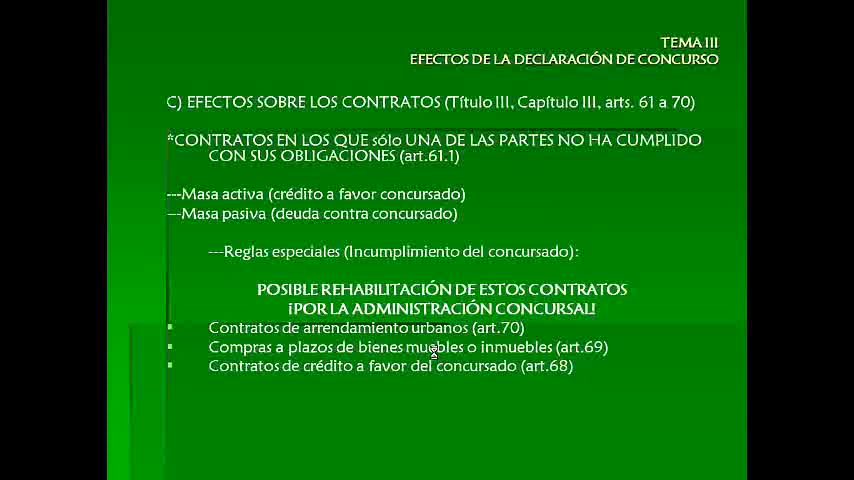 TEMA III
EFECTOS DE LA DECLARACIÓN DE CONCURSO
C) EFECTOS SOBRE LOS CONTRATOS (Título III, Capítulo III, arts. 61 a 70)
*CONTRATOS EN LOS QUE sólo UNA DE LAS PARTES NO HA CUMPLIDO
CON SUS OBLIGACIONES (art.61.1)
---Masa activa (crédito a favor concursado)
---Masa pasiva (deuda contra concursado)
---Reglas especiales (Incumplimiento del concursado):
POSIBLE REHABILITACIÓN DE ESTOS CONTRATOS
¡POR LA ADMINISTRACIÓN CONCURSAL!
▪ Contratos de arrendamiento urbanos (art.70)
▪ Compras a plazos de bienes muebles o inmuebles (art.69)
▪ Contratos de crédito a favor del concursado (art.68)